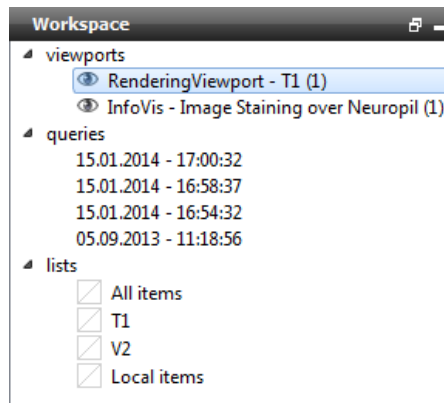 Workspace
viewports
RenderingViewport - T1 (1)
InfoVis - Image Staining over Neuropil (1)
queries
15.01.2014 - 17:00:32
15.01.2014 - 16:58:37
15.01.2014 - 16:54:32
05.09.2013 - 11:18:56
lists
All items
T1
V2
Local items